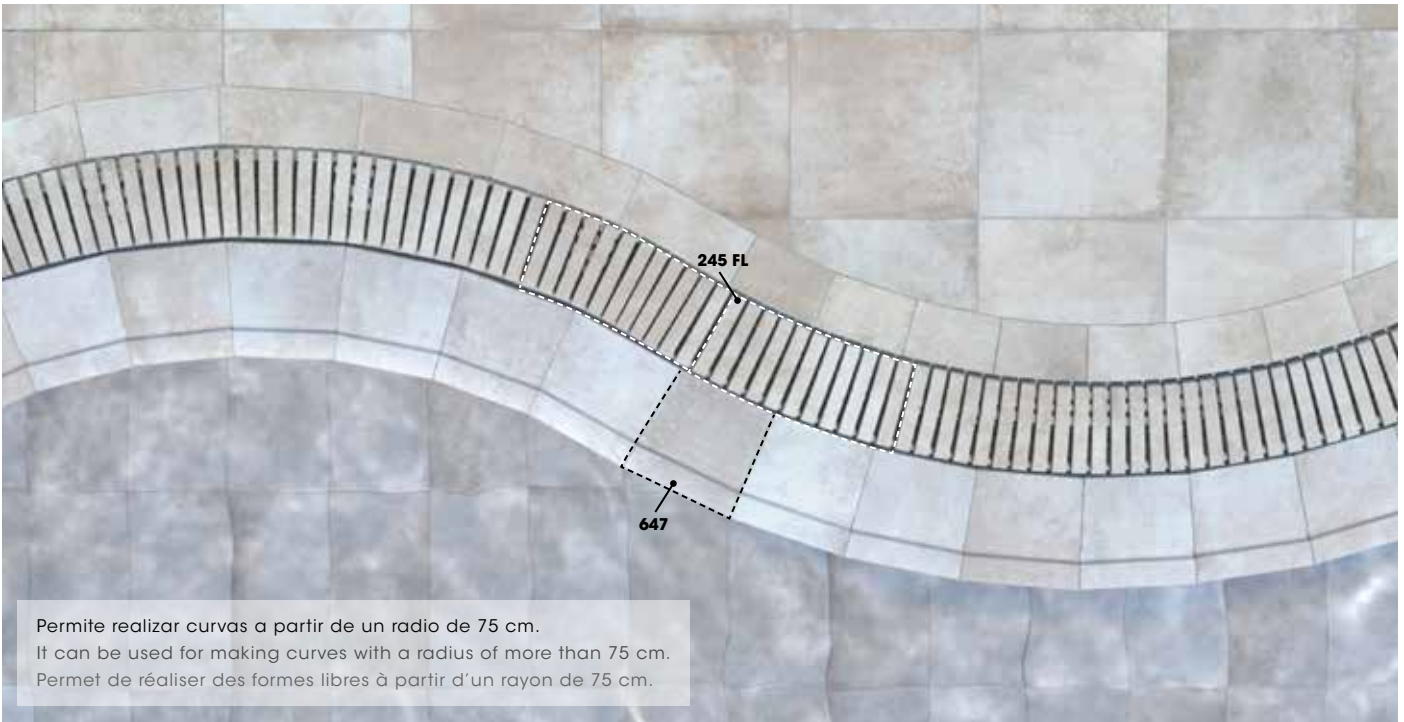 245 FL
647
Permite realizar curvas a partir de un radio de 75 cm.
It can be used for making curves with a radius of more than 75 cm.
Permet de réaliser des formes libres à partir d'un rayon de 75 cm.